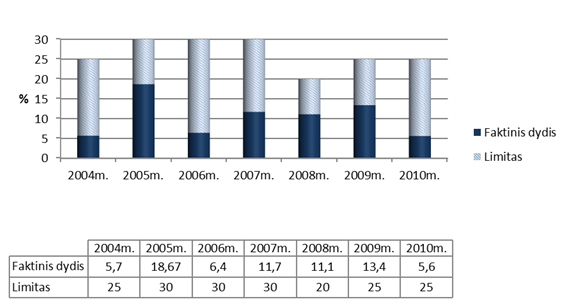 30
25
20
15
10
5
0
%
2004m. 2005m. 2006m. 2007m. 2008m. 2009m. 2010m.
Faktinis dydis
Limitas
2004m. 2005m. 2006m. 2007m. 2008m. 2009m. 2010m.
Faktinis dydis 5,7 18,67 6,4 11,7 11,1 13,4 5,6
Limitas 25 30 30 30 20 25 25